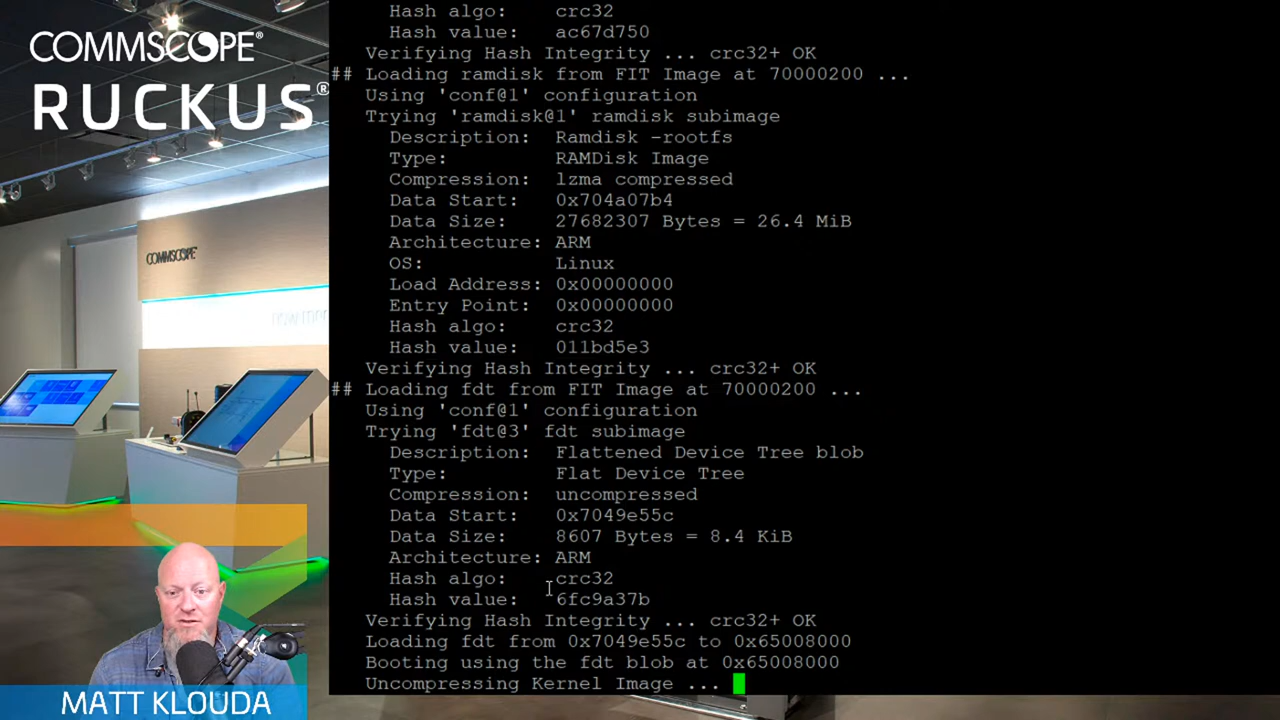 COMMSCOPE®
RUCKUS®
COMMSCOPE
Hash algo: crc32
Hash value: ac67d750
Verifying Hash Integrity ... crc32+ OK
## Loading ramdisk from FIT Image at 70000200 ...
Using 'conf@1' configuration
Trying 'ramdisk@1' ramdisk subimage
Description: Ramdisk -rootfs
Type: RAMDisk Image
Compression: lzma compressed
Data Start: 0x704a07b4
Data Size: 27682307 Bytes = 26.4 MiB
Architecture: ARM
OS: Linux
Load Address: 0x00000000
Entry Point: 0x00000000
Hash algo: crc32
Hash value: 011bd5e3
Verifying Hash Integrity ... crc32+ OK
## Loading fdt from FIT Image at 70000200 ...
Using 'conf@1' configuration
Trying 'fdt@3' fdt subimage
Description: Flattened Device Tree blob
Type: Flat Device Tree
Compression: uncompressed
Data Start: 0x7049e55c
Data Size: 8607 Bytes = 8.4 KiB
Architecture: ARM
Hash algo: crc32
Hash value: 6fc9a37b
Verifying Hash Integrity ... crc32+ OK
Loading fdt from 0x7049e55c to 0x65008000
Booting using the fdt blob at 0x65008000
Uncompressing Kernel Image ...
MATT KLOUDA